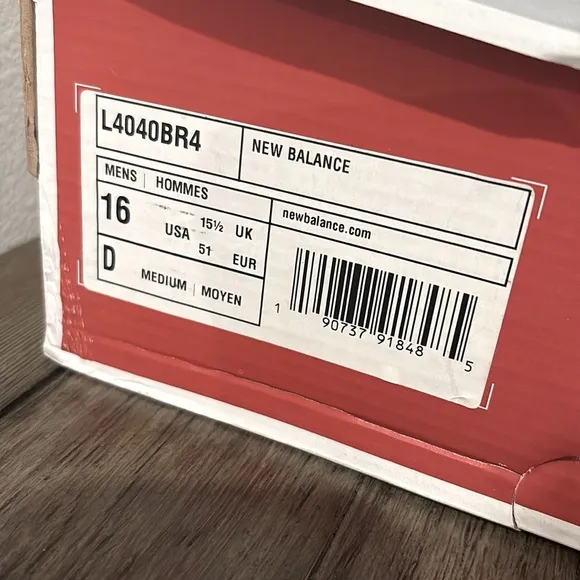 L4040BR4
NEW BALANCE
MENS | HOMMES
newbalance.com
16
15½ UK
USA
51 EUR
D
MEDIUM | MOYEN
1 90737 91848 5